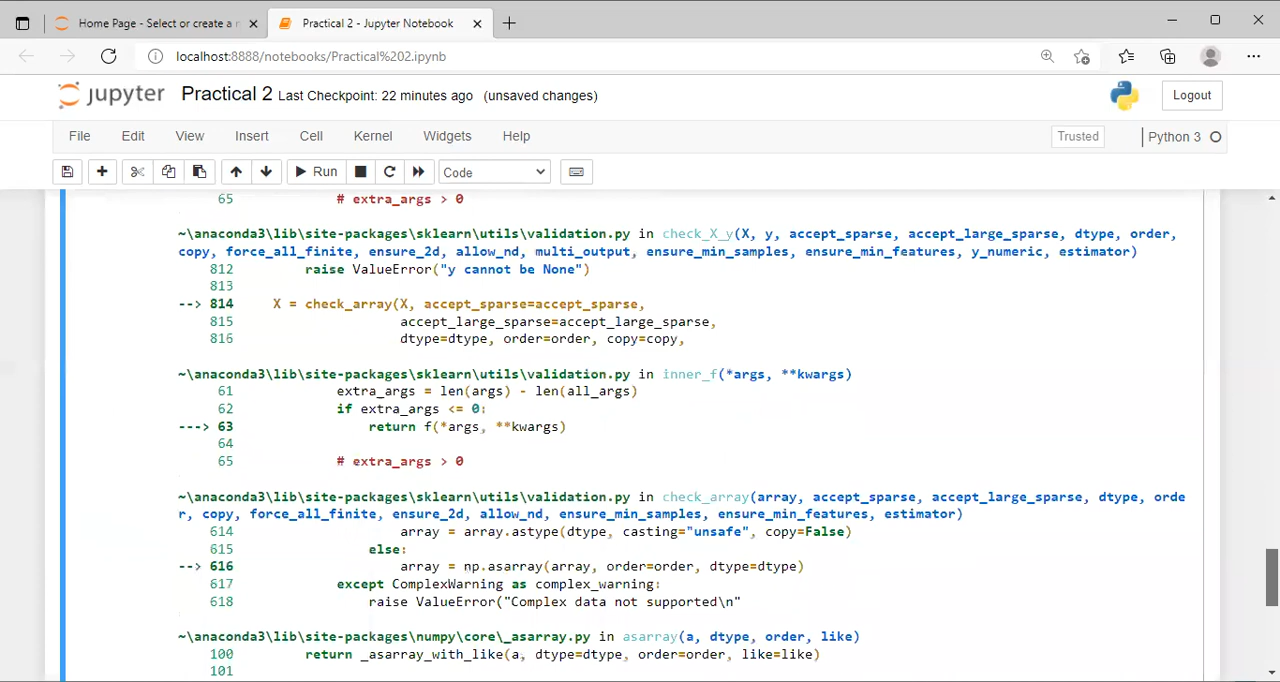 Home Page - Select or create a n
Practical 2 - Jupyter Notebook
localhost:8888/notebooks/Practical%202.ipynb
jupyter Practical 2 Last Checkpoint: 22 minutes ago (unsaved changes)
Logout
File Edit View Insert Cell Kernel Widgets Help
Trusted
Python 3
Run
Code
65 # extra_args > 0
~\anaconda3\lib\site-packages\sklearn\utils\validation.py in check_X_y(X, y, accept_sparse, accept_large_sparse, dtype, order,
copy, force_all_finite, ensure_2d, allow_nd, multi_output, ensure_min_samples, ensure_min_features, y_numeric, estimator)
812 raise ValueError("y cannot be None")
813
--> 814 X = check_array(X, accept_sparse=accept_sparse,
815 accept_large_sparse=accept_large_sparse,
816 dtype=dtype, order=order, copy=copy,
~\anaconda3\lib\site-packages\sklearn\utils\validation.py in inner_f(*args, **kwargs)
61 extra_args = len(args) - len(all_args)
62 if extra_args <= 0:
---> 63 return f(*args, **kwargs)
64
65 # extra_args > 0
~\anaconda3\lib\site-packages\sklearn\utils\validation.py in check_array(array, accept_sparse, accept_large_sparse, dtype, orde
r, copy, force_all_finite, ensure_2d, allow_nd, ensure_min_samples, ensure_min_features, estimator)
614 array = array.astype(dtype, casting="unsafe", copy=False)
615 else:
--> 616 array = np.asarray(array, order=order, dtype=dtype)
617 except ComplexWarning as complex_warning:
618 raise ValueError("Complex data not supported\n"
~\anaconda3\lib\site-packages\numpy\core\_asarray.py in asarray(a, dtype, order, like)
100 return _asarray_with_like(a, dtype=dtype, order=order, like=like)
101